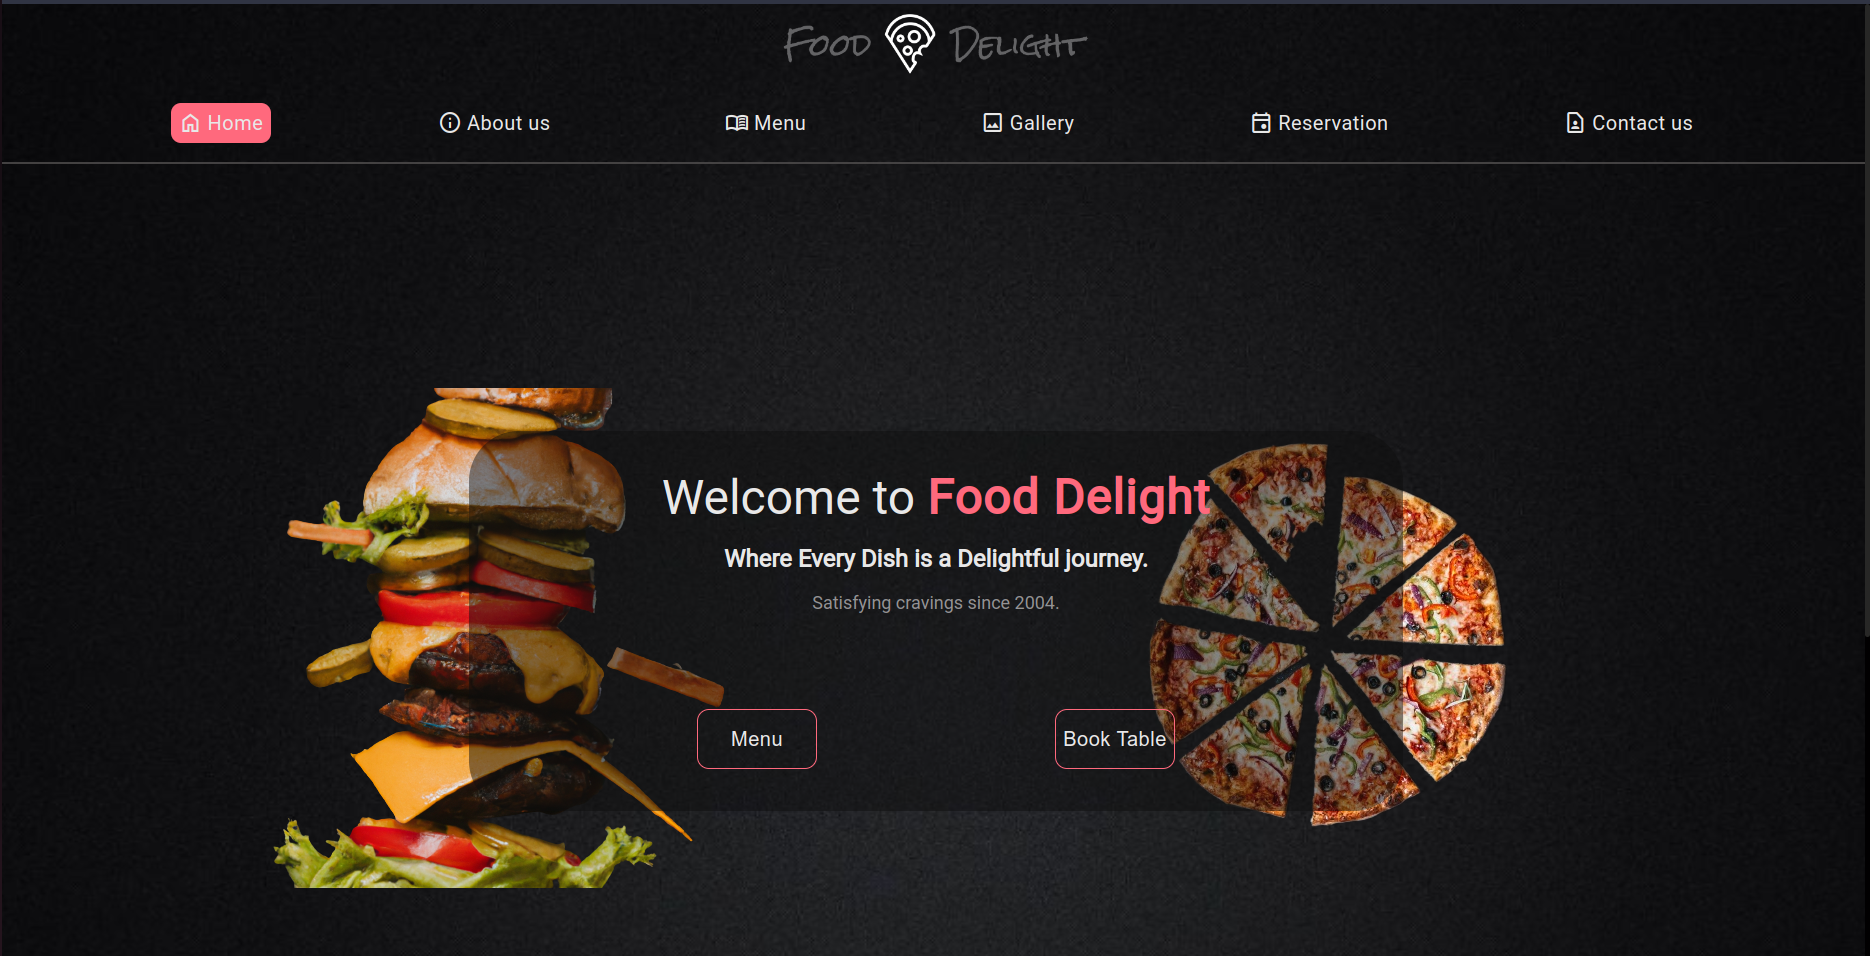 Food Delight
Home About us Menu Gallery Reservation Contact us
Welcome to Food Delight
Where Every Dish is a Delightful journey.
Satisfying cravings since 2004.
Menu Book Table